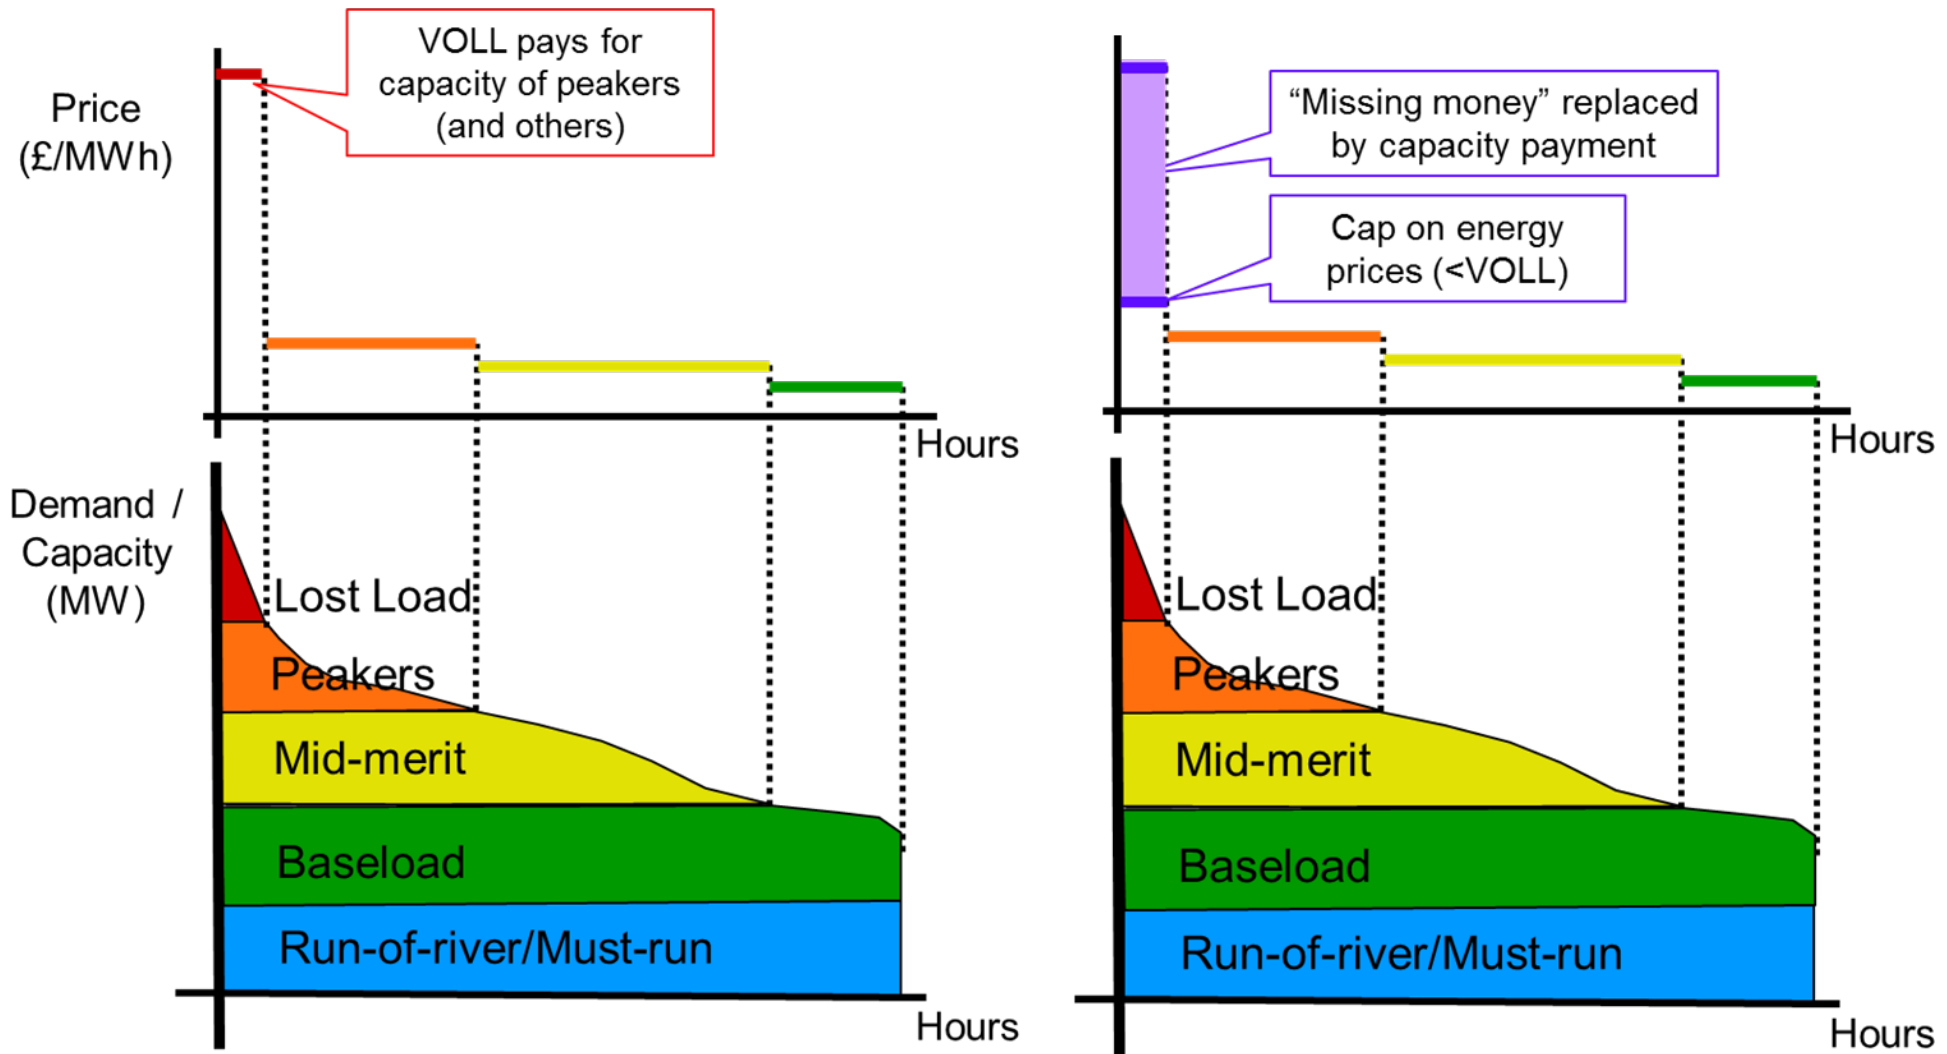 VOLL pays for
capacity of peakers
(and others)
Price
(£/MWh)
Hours
Demand /
Capacity
(MW)
Lost Load
Peakers
Mid-merit
Baseload
Run-of-river/Must-run
Hours
“Missing money” replaced
by capacity payment
Cap on energy
prices (<VOLL)
Hours
Lost Load
Peakers
Mid-merit
Baseload
Run-of-river/Must-run
Hours